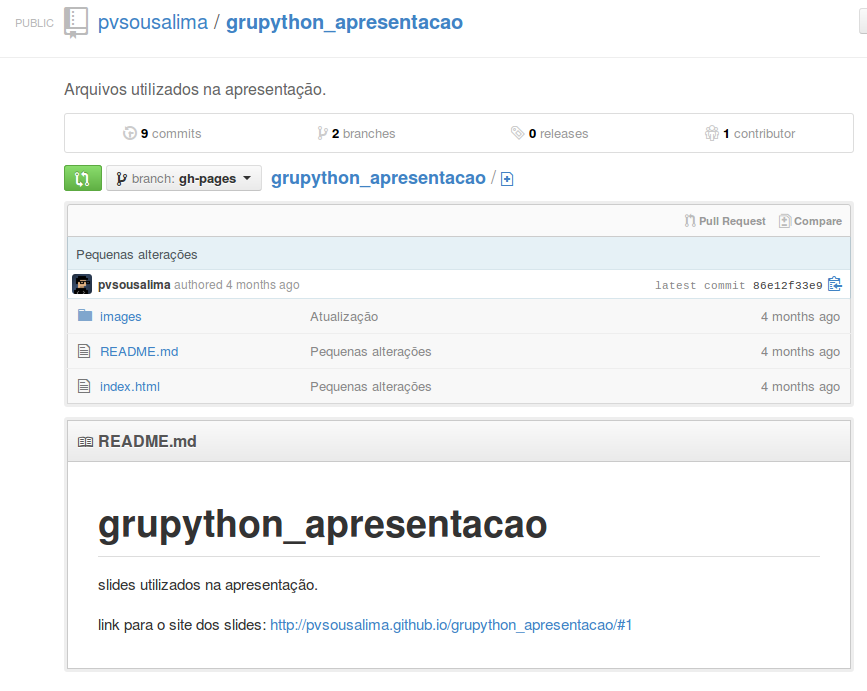 PUBLIC pvsousalima / grupython_apresentacao
Arquivos utilizados na apresentação.
9 commits 2 branches 0 releases 1 contributor
branch: gh-pages grupython_apresentacao /
Pull Request Compare
Pequenas alterações
pvsousalima authored 4 months ago latest commit 86e12f33e9
images Atualização 4 months ago
README.md Pequenas alterações 4 months ago
index.html Pequenas alterações 4 months ago
README.md
grupython_apresentacao
slides utilizados na apresentação.
link para o site dos slides: http://pvsousalima.github.io/grupython_apresentacao/#1